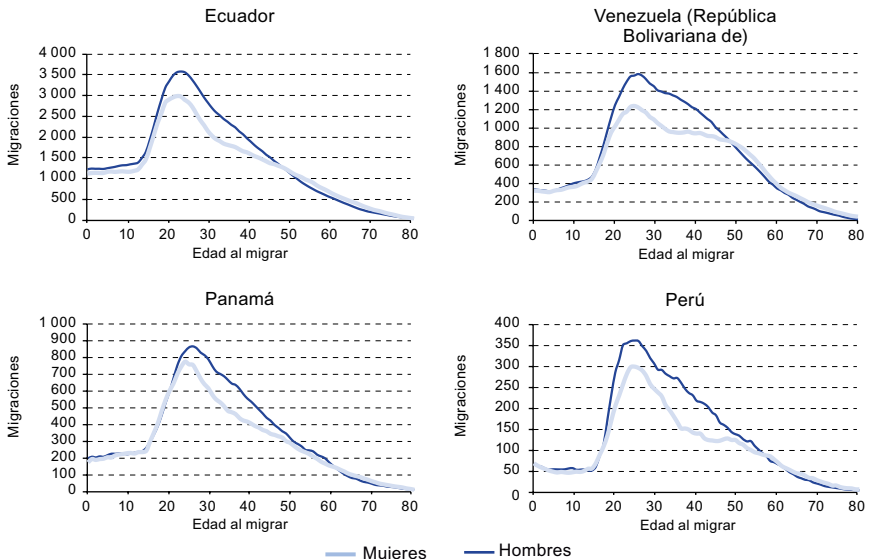 Ecuador
4 000
3 500
3 000
2 500
2 000
1 500
1 000
500
0
Migraciones
0 10 20 30 40 50 60 70 80
Edad al migrar
Venezuela (República
Bolivariana de)
1 800
1 600
1 400
1 200
1 000
800
600
400
200
0
Migraciones
0 10 20 30 40 50 60 70 80
Edad al migrar
Panamá
1 000
900
800
700
600
500
400
300
200
100
0
Migraciones
0 10 20 30 40 50 60 70 80
Edad al migrar
Perú
400
350
300
250
200
150
100
50
0
Migraciones
0 10 20 30 40 50 60 70 80
Edad al migrar
Mujeres Hombres